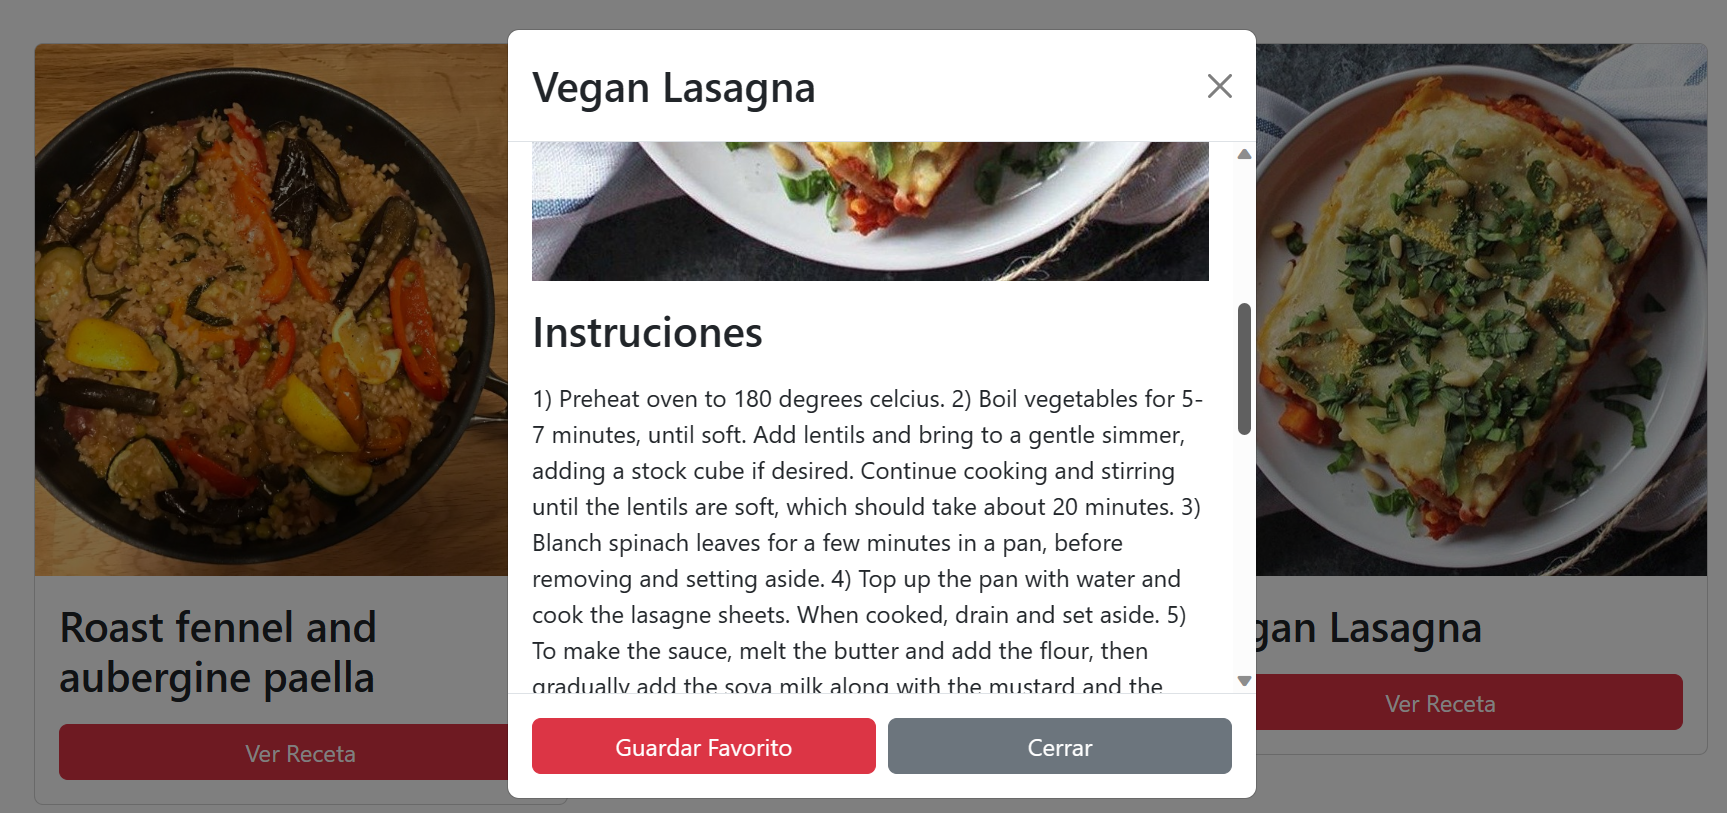 Vegan Lasagna
Instruciones
1) Preheat oven to 180 degrees celcius. 2) Boil vegetables for 5-
7 minutes, until soft. Add lentils and bring to a gentle simmer,
adding a stock cube if desired. Continue cooking and stirring
until the lentils are soft, which should take about 20 minutes. 3)
Blanch spinach leaves for a few minutes in a pan, before
removing and setting aside. 4) Top up the pan with water and
cook the lasagne sheets. When cooked, drain and set aside. 5)
To make the sauce, melt the butter and add the flour, then
gradually add the soya milk along with the mustard and the
Guardar Favorito
Cerrar
Roast fennel and
aubergine paella
Ver Receta
gan Lasagna
Ver Receta